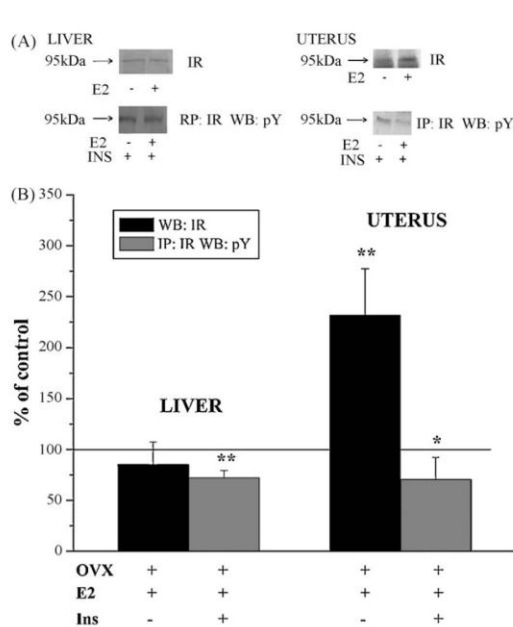 (A) LIVER UTERUS
95kDa → IR 95kDa → IR
E2 - + E2 - +
95kDa → RP: IR WB: pY 95kDa → IP: IR WB: pY
E2 - + E2 - +
INS + + INS + +
(B) 350
300
250
200
150
100
50
0
% of control
WB: IR
IP: IR WB: pY
UTERUS
**
LIVER
**
*
OVX + + + +
E2 + + + +
Ins - + - +